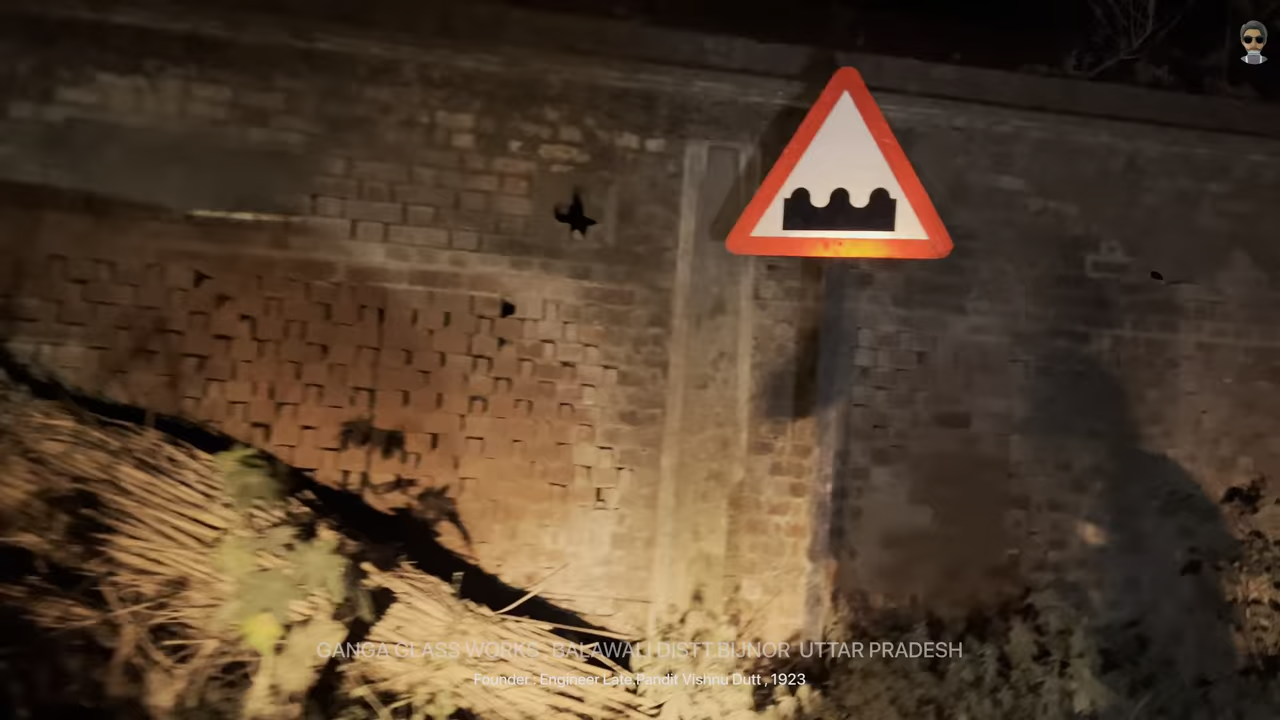 GANGA GLASS WORKS , BALAWALI DISTT.BIJNOR UTTAR PRADESH
Founder : Engineer Late.Pandit Vishnu Dutt , 1923